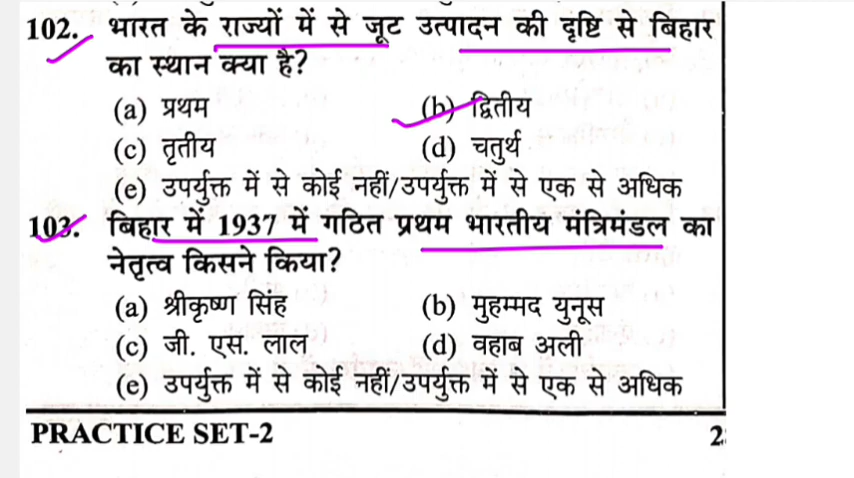 102. भारत के राज्यों में से जूट उत्पादन की दृष्टि से बिहार
का स्थान क्या है?
(a) प्रथम (b) द्वितीय
(c) तृतीय (d) चतुर्थ
(e) उपर्युक्त में से कोई नहीं/उपर्युक्त में से एक से अधिक
103. बिहार में 1937 में गठित प्रथम भारतीय मंत्रिमंडल का
नेतृत्व किसने किया?
(a) श्रीकृष्ण सिंह (b) मुहम्मद युनूस
(c) जी. एस. लाल (d) वहाब अली
(e) उपर्युक्त में से कोई नहीं/उपर्युक्त में से एक से अधिक
PRACTICE SET-2